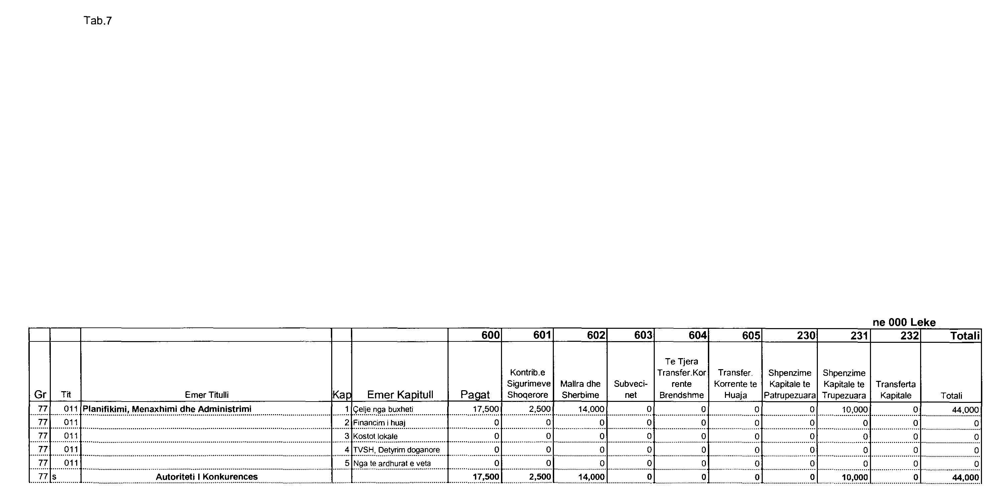 Tab.7
ne 000 Leke
600 601 602 603 604 605 230 231 232 Totali
Gr Tit Emer Titulli Kap Emer Kapitull Pagat Kontrib.e Sigurimeve Shoqerore Mallra dhe Sherbime Subveci-net Te Tjera Transfer.Kor rente Brendshme Transfer. Korrente te Huaja Shpenzime Kapitale te Patrupezuara Shpenzime Kapitale te Trupezuara Transferta Kapitale Totali
77 011 Planifikimi, Menaxhimi dhe Administrimi 1 Çelje nga buxheti 17,500 2,500 14,000 0 0 0 0 10,000 0 44,000
77 011 2 Financim i huaj 0 0 0 0 0 0 0 0 0 0
77 011 3 Kostot lokale 0 0 0 0 0 0 0 0 0 0
77 011 4 TVSH, Detyrim doganore 0 0 0 0 0 0 0 0 0 0
77 011 5 Nga te ardhurat e veta 0 0 0 0 0 0 0 0 0 0
77 s Autoriteti I Konkurences 17,500 2,500 14,000 0 0 0 0 10,000 0 44,000